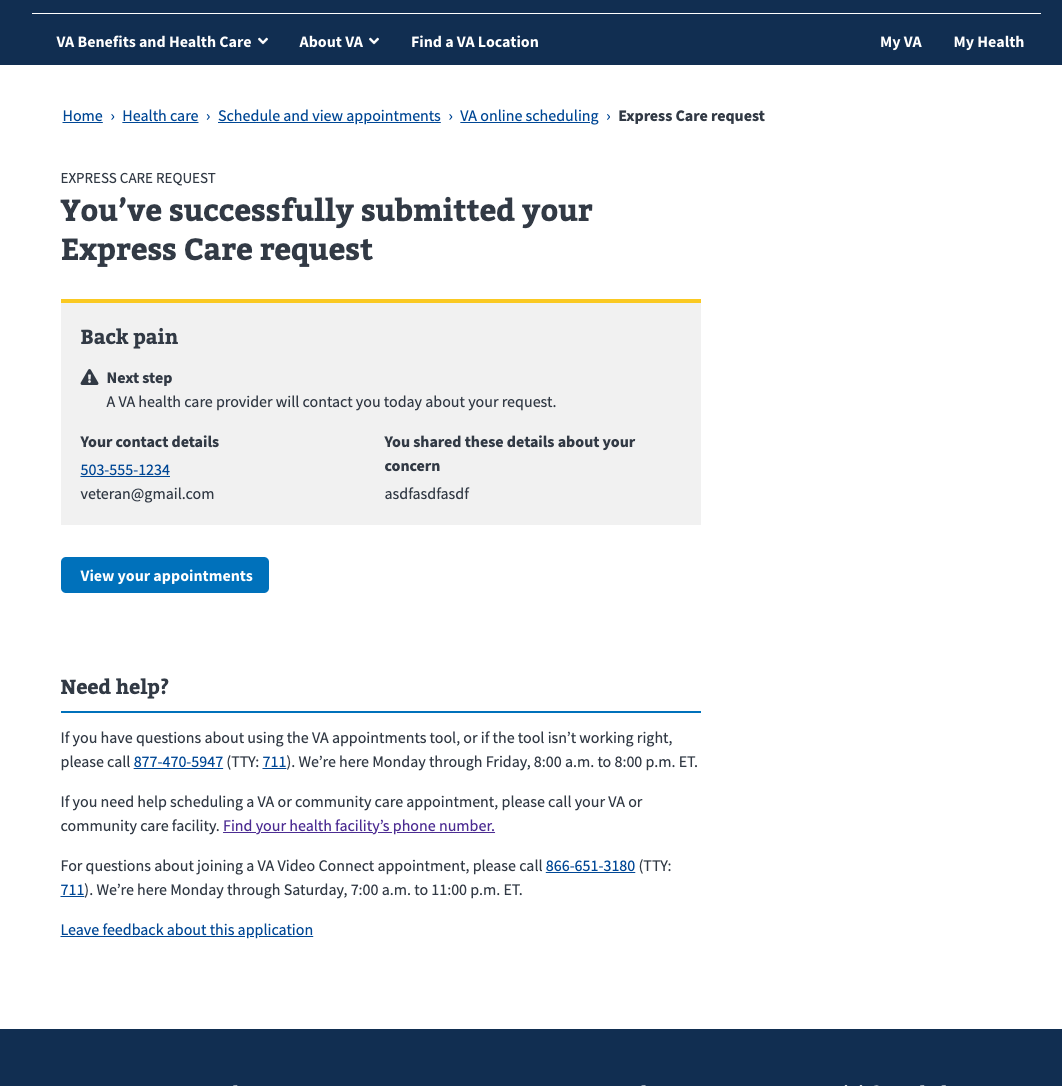 VA Benefits and Health Care About VA Find a VA Location My VA My Health
Home › Health care › Schedule and view appointments › VA online scheduling › Express Care request
EXPRESS CARE REQUEST
You’ve successfully submitted your
Express Care request
Back pain
Next step
A VA health care provider will contact you today about your request.
Your contact details
503-555-1234
veteran@gmail.com
You shared these details about your
concern
asdfasdfasdf
View your appointments
Need help?
If you have questions about using the VA appointments tool, or if the tool isn’t working right,
please call 877-470-5947 (TTY: 711). We’re here Monday through Friday, 8:00 a.m. to 8:00 p.m. ET.
If you need help scheduling a VA or community care appointment, please call your VA or
community care facility. Find your health facility’s phone number.
For questions about joining a VA Video Connect appointment, please call 866-651-3180 (TTY:
711). We’re here Monday through Saturday, 7:00 a.m. to 11:00 p.m. ET.
Leave feedback about this application